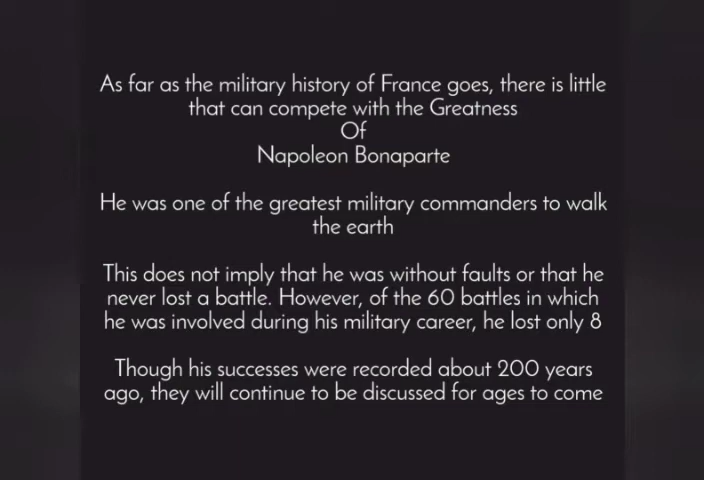 As far as the military history of France goes, there is little
that can compete with the Greatness
Of
Napoleon Bonaparte
He was one of the greatest military commanders to walk
the earth
This does not imply that he was without faults or that he
never lost a battle. However, of the 60 battles in which
he was involved during his military career, he lost only 8
Though his successes were recorded about 200 years
ago, they will continue to be discussed for ages to come